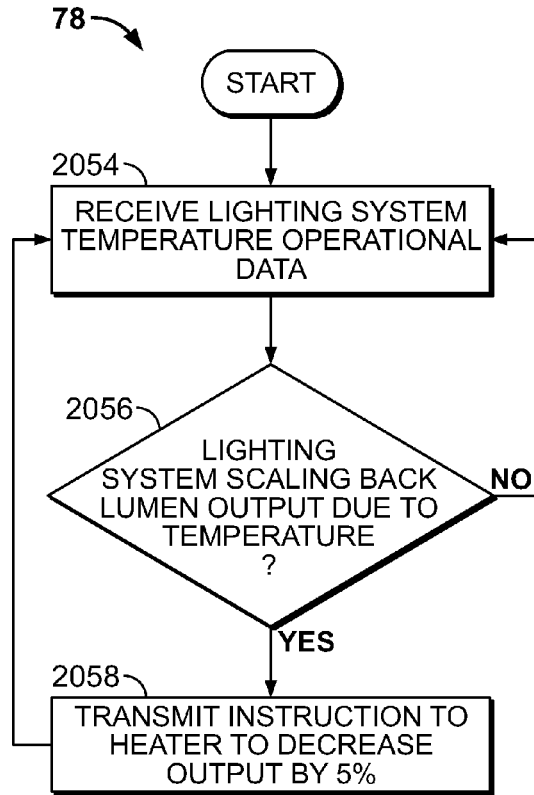 78
START
2054
RECEIVE LIGHTING SYSTEM
TEMPERATURE OPERATIONAL
DATA
2056
LIGHTING
SYSTEM SCALING BACK
LUMEN OUTPUT DUE TO
TEMPERATURE
?
NO
YES
2058
TRANSMIT INSTRUCTION TO
HEATER TO DECREASE
OUTPUT BY 5%